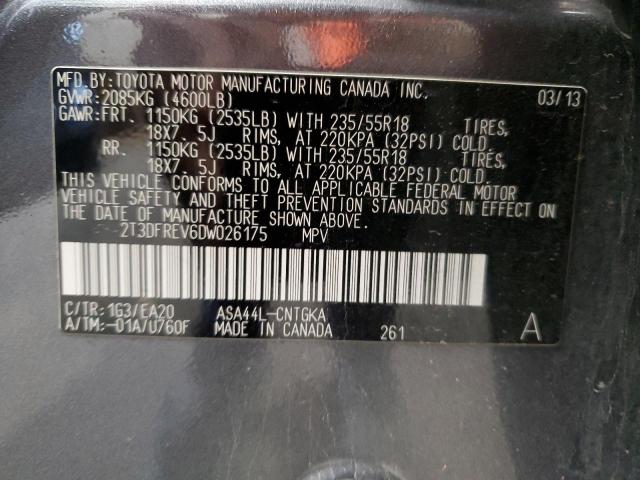 MFD.BY:TOYOTA MOTOR MANUFACTURING CANADA INC. 03/13
GVWR:2085KG (4600LB)
GAWR:FRT. 1150KG (2535LB) WITH 235/55R18 TIRES,
18X7. 5J RIMS, AT 220KPA (32PSI) COLD.
RR. 1150KG (2535LB) WITH 235/55R18 TIRES,
18X7. 5J RIMS, AT 220KPA (32PSI) COLD.
THIS VEHICLE CONFORMS TO ALL APPLICABLE FEDERAL MOTOR
VEHICLE SAFETY AND THEFT PREVENTION STANDARDS IN EFFECT ON
THE DATE OF MANUFACTURE SHOWN ABOVE.
2T3DFREV6DW026175 MPV
C/TR:1G3/EA20 ASA44L-CNTGKA
A/TM:-01A/U760F MADE IN CANADA 261 A